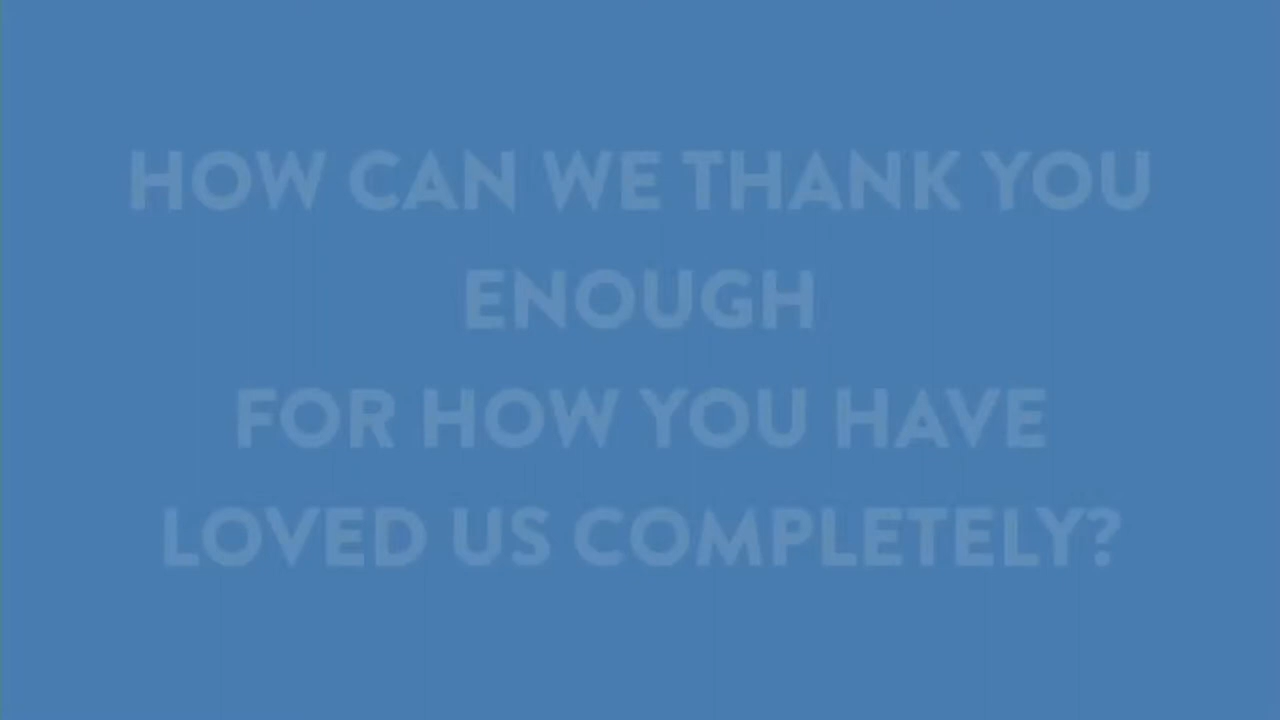 HOW CAN WE THANK YOU
ENOUGH
FOR HOW YOU HAVE
LOVED US COMPLETELY?